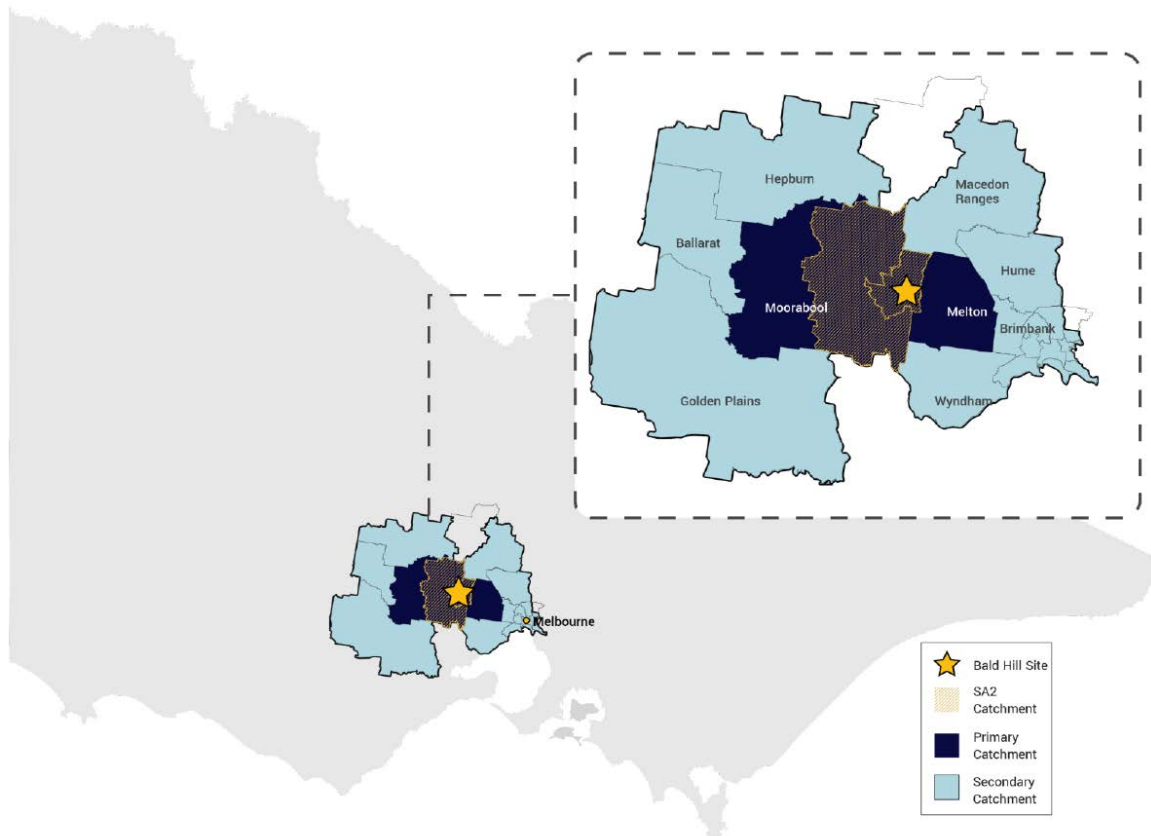 Hepburn
Macedon
Ranges
Ballarat
Hume
Moorabool
Melton
Brimbank
Golden Plains
Wyndham
Melbourne
Bald Hill Site
SA2
Catchment
Primary
Catchment
Secondary
Catchment